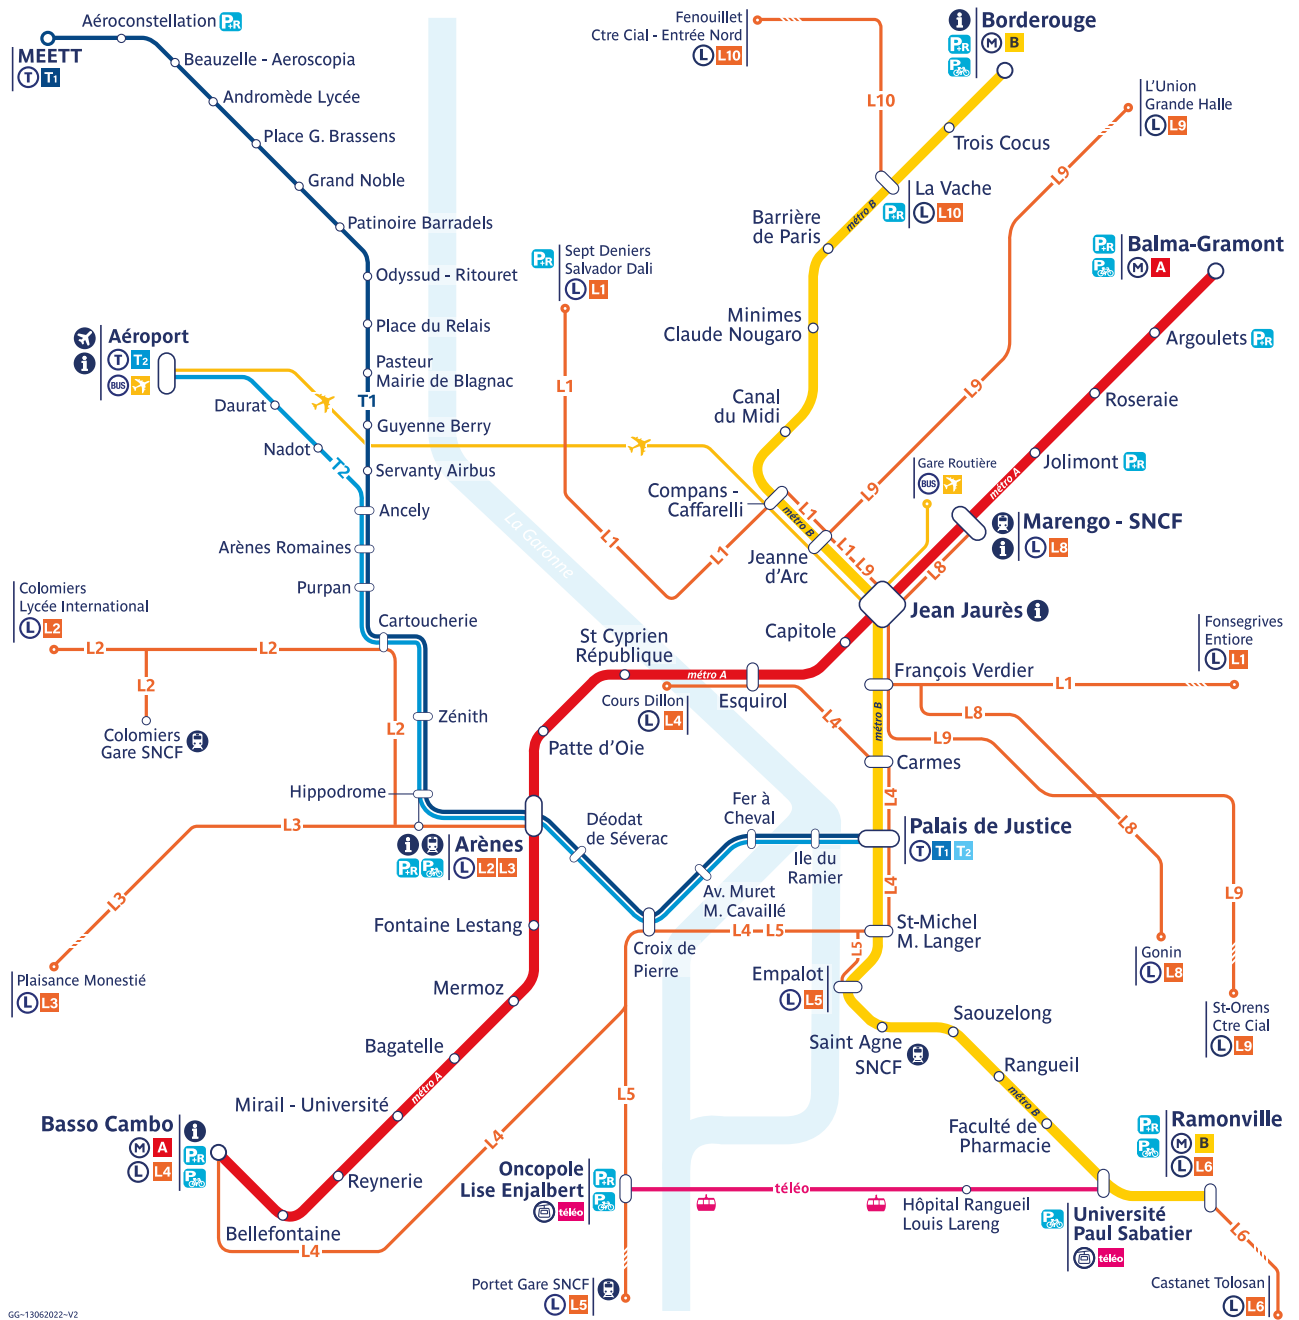 Aéroconstellation P+R
MEETT
T T1
Beauzelle - Aeroscopia
Andromède Lycée
Place G. Brassens
Grand Noble
Patinoire Barradels
Odyssud - Ritouret
Place du Relais
Pasteur
Mairie de Blagnac
T1
Guyenne Berry
Servanty Airbus
Ancely
Arènes Romaines
Purpan
Cartoucherie
Zénith
Hippodrome
i Aéroport
T T2
BUS
Daurat
Nadot
T2
Fenouillet
Ctre Cial - Entrée Nord
L L10
L10
i Borderouge
P+R M B
P+
Trois Cocus
La Vache
P+R L L10
métro B
Barrière
de Paris
Minimes
Claude Nougaro
Canal
du Midi
Compans -
Caffarelli
métro B
Jeanne
d'Arc
L'Union
Grande Halle
L L9
L9
L9
L9
P+R Sept Deniers
Salvador Dali
L L1
L1
L1
L1
L1
L1
L9
P+R Balma-Gramont
P+ M A
Argoulets P+R
Roseraie
Jolimont P+R
métro A
Gare Routière
BUS
Marengo - SNCF
i L L8
L8
Jean Jaurès i
Capitole
La Garonne
St Cyprien
République
métro A
Esquirol
Cours Dillon
L L4
L4
Patte d'Oie
Colomiers
Lycée International
L L2
L2
L2
L2
L2
Colomiers
Gare SNCF
L3
L3
Plaisance Monestié
L L3
i Arènes
P+R P+ L L2 L3
Déodat
de Séverac
Fer à
Cheval
Ile du
Ramier
Av. Muret
M. Cavaillé
Croix de
Pierre
François Verdier
métro B
L1
Fonsegrives
Entiore
L L1
L8
L9
Carmes
L4
Palais de Justice
T T1 T2
L4
St-Michel
M. Langer
L4
L5
L5
L8
Gonin
L L8
L9
St-Orens
Ctre Cial
L L9
Empalot
L L5
Saint Agne
SNCF
Saouzelong
Rangueil
métro B
Faculté de
Pharmacie
P+R Ramonville
P+ M B
L L6
L6
Castanet Tolosan
L L6
Université
P+ Paul Sabatier
téléo
Hôpital Rangueil
Louis Lareng
téléo
Oncopole P+R
Lise Enjalbert P+
téléo
L5
Portet Gare SNCF
L L5
Fontaine Lestang
Mermoz
Bagatelle
métro A
Mirail - Université
Reynerie
Bellefontaine
Basso Cambo i
M A P+R
L L4 P+
L4
L4
GG~13062022~V2